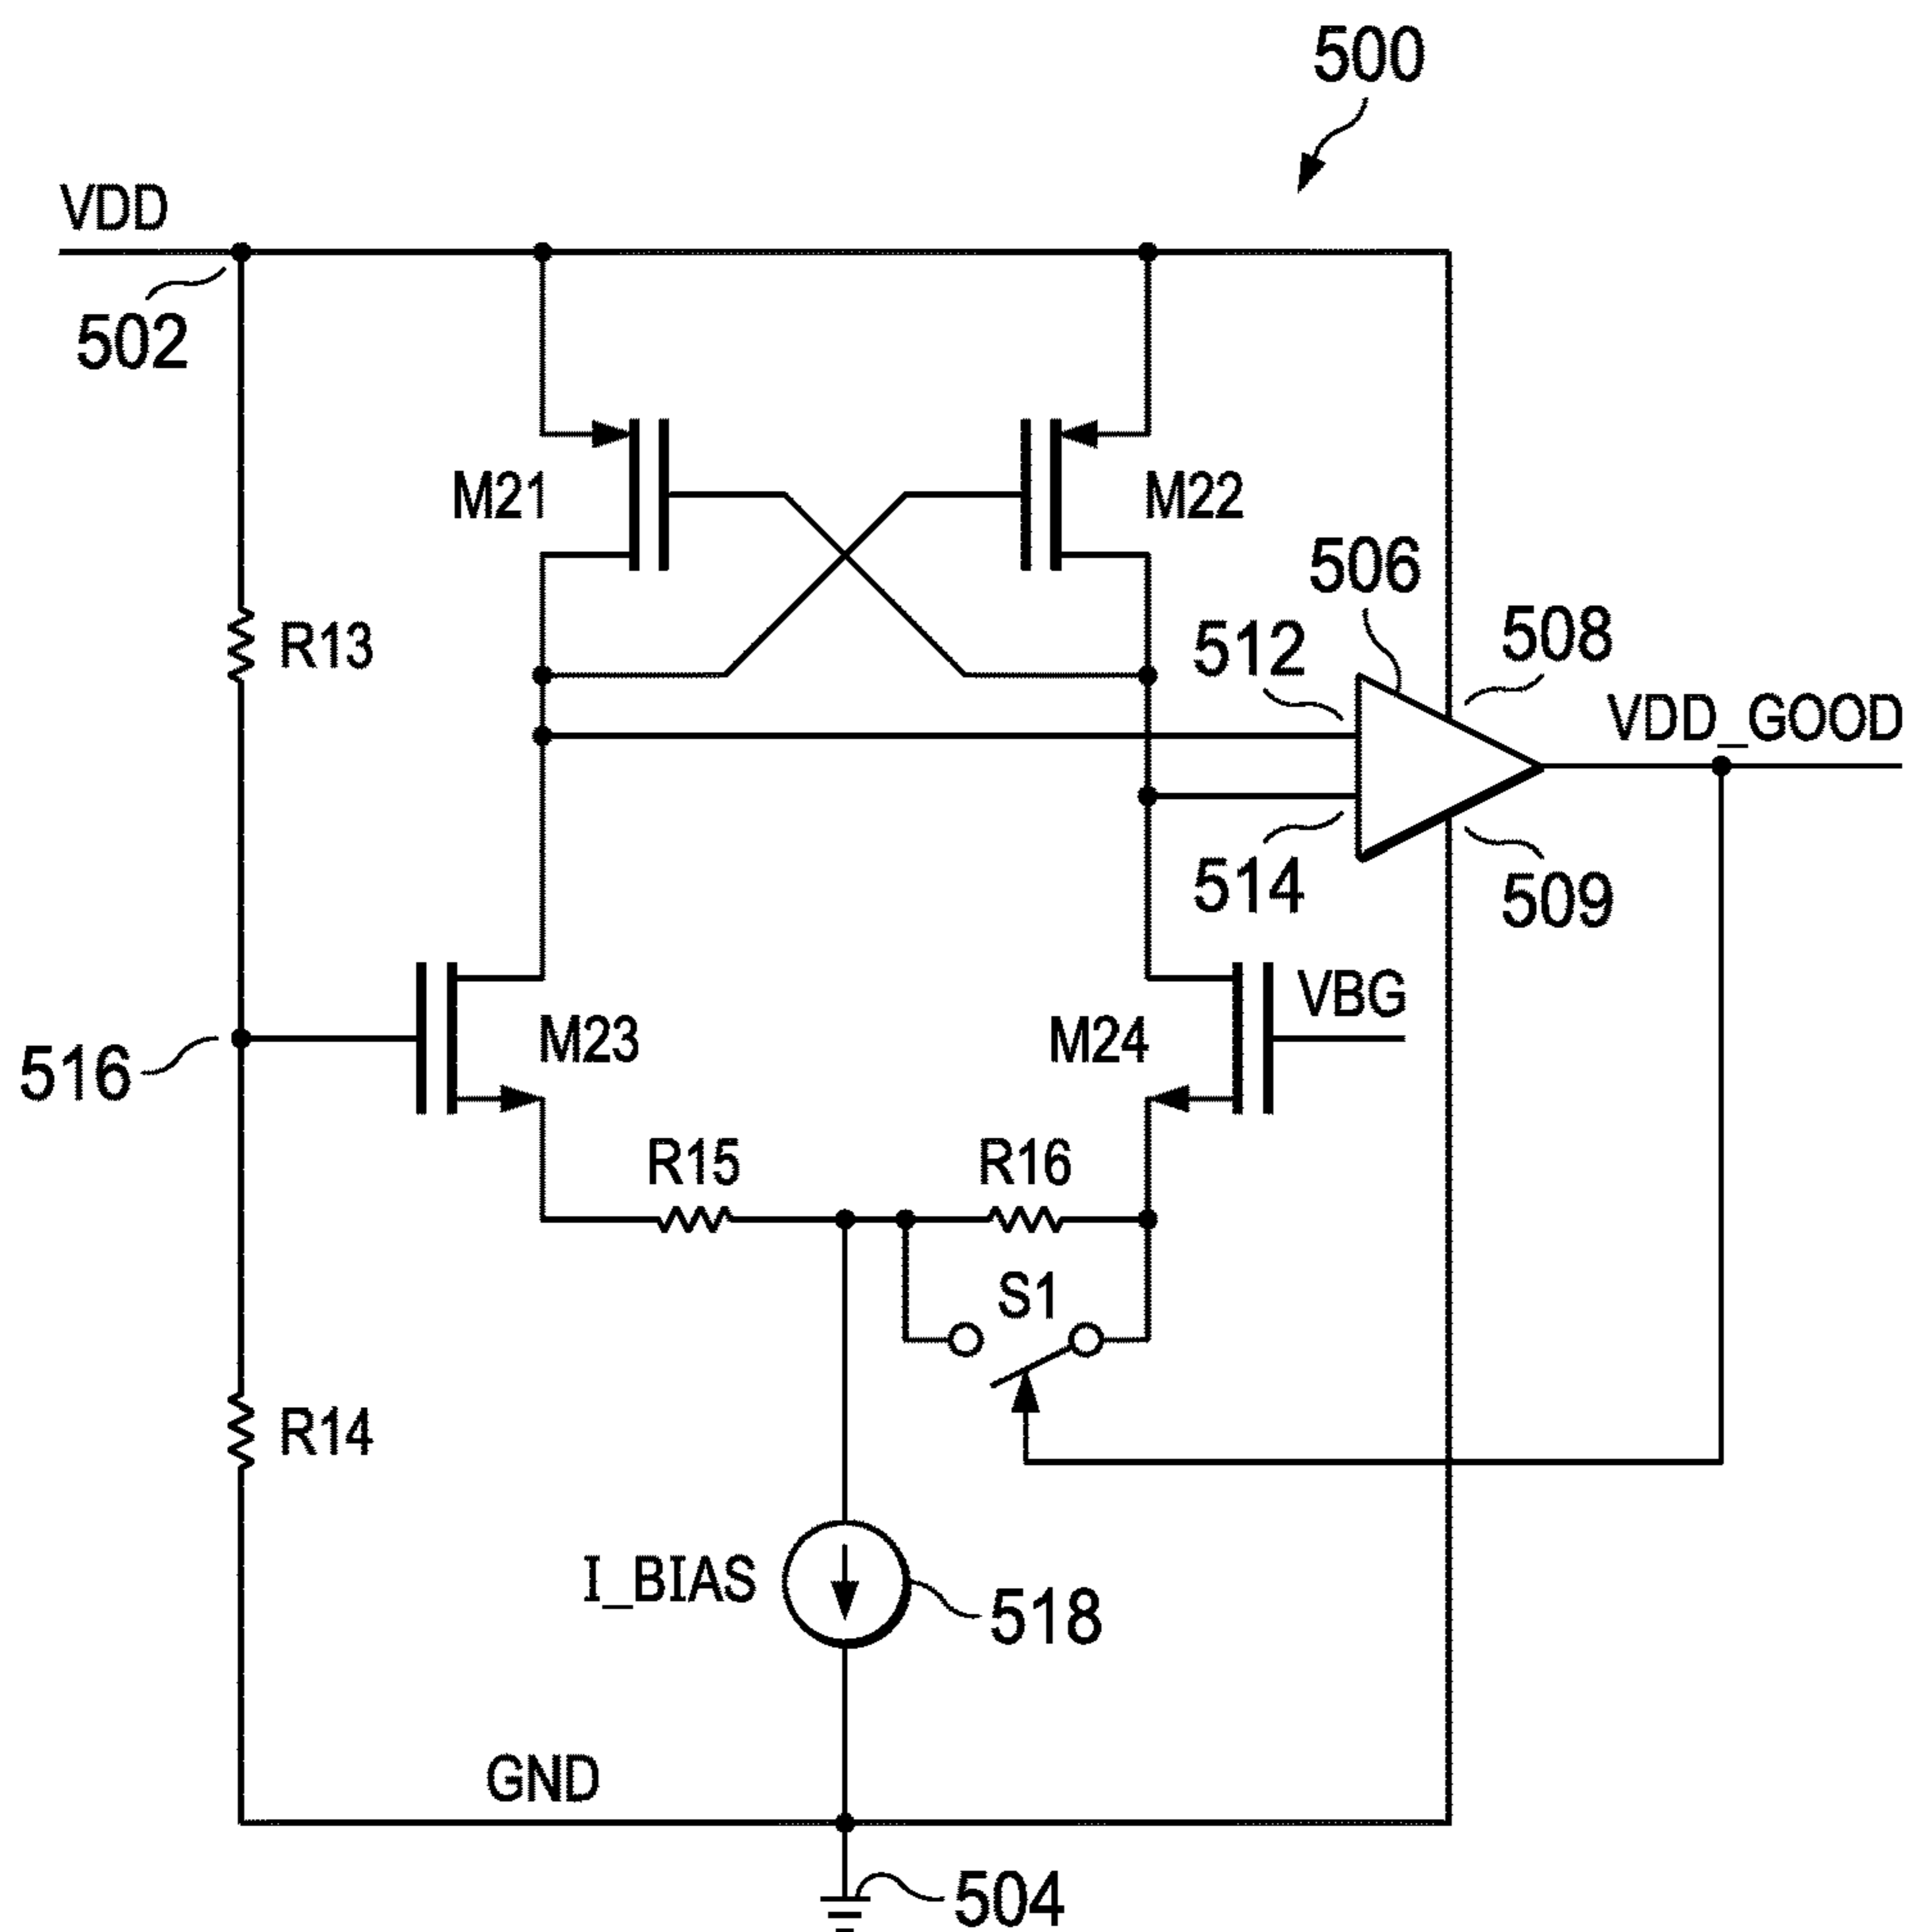 500
VDD
502
M21
M22
506
508
512
R13
VDD_GOOD
514
509
VBG
M23
M24
516
R15
R16
S1
R14
I_BIAS
518
GND
504